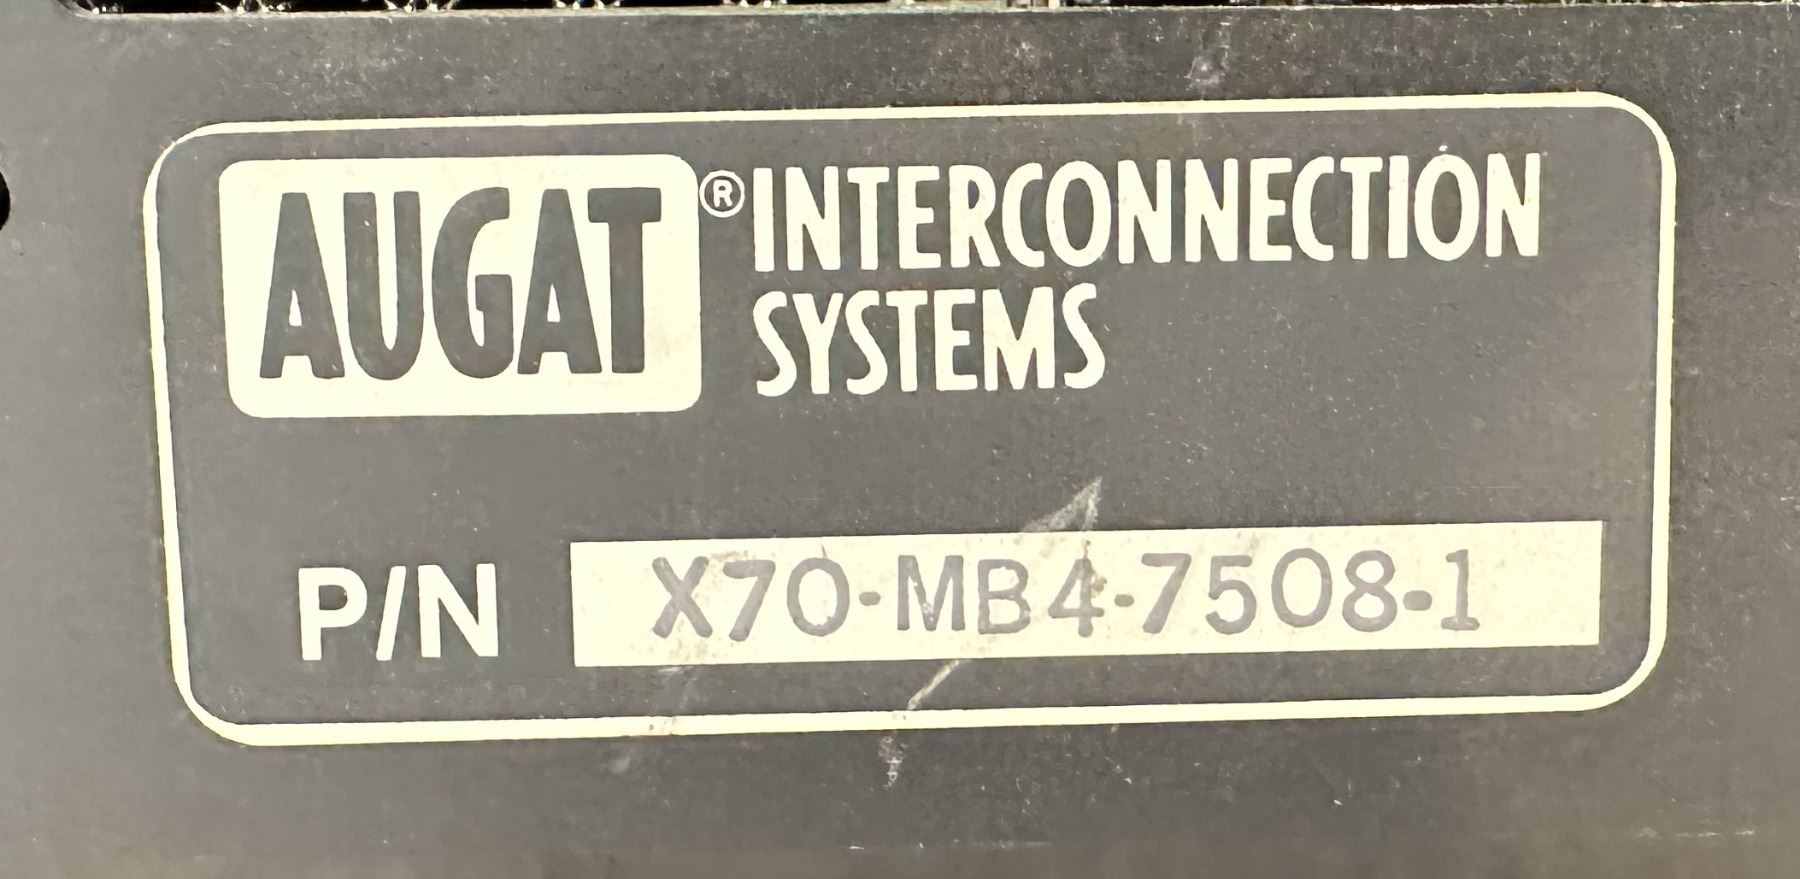 AUGAT® INTERCONNECTION
SYSTEMS
P/N X70-MB4-7508-1